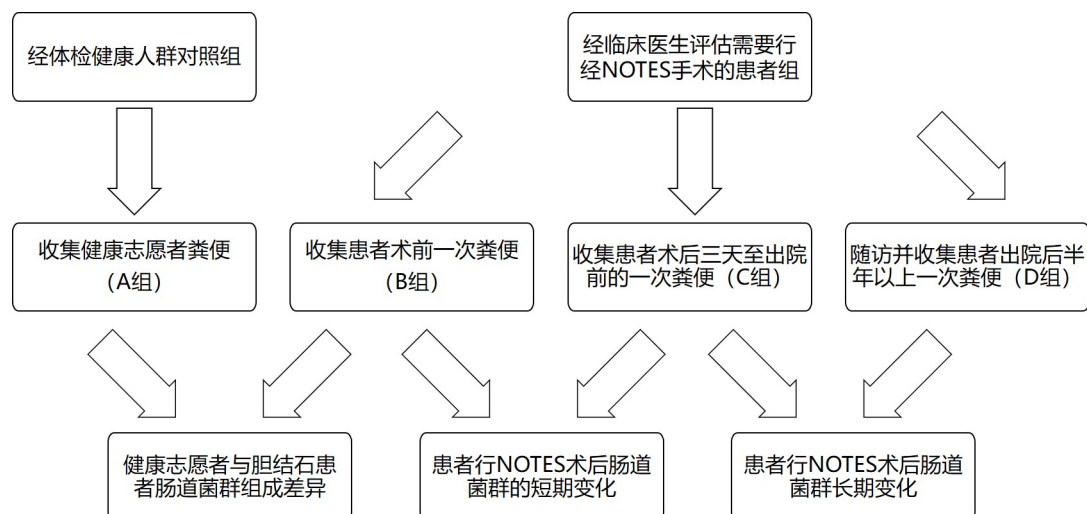 经体检健康人群对照组
经临床医生评估需要行
经NOTES手术的患者组
收集健康志愿者粪便
（A组）
收集患者术前一次粪便
（B组）
收集患者术后三天至出院
前的一次粪便（C组）
随访并收集患者出院后半
年以上一次粪便（D组）
健康志愿者与胆结石患
者肠道菌群组成差异
患者行NOTES术后肠道
菌群的短期变化
患者行NOTES术后肠道
菌群长期变化